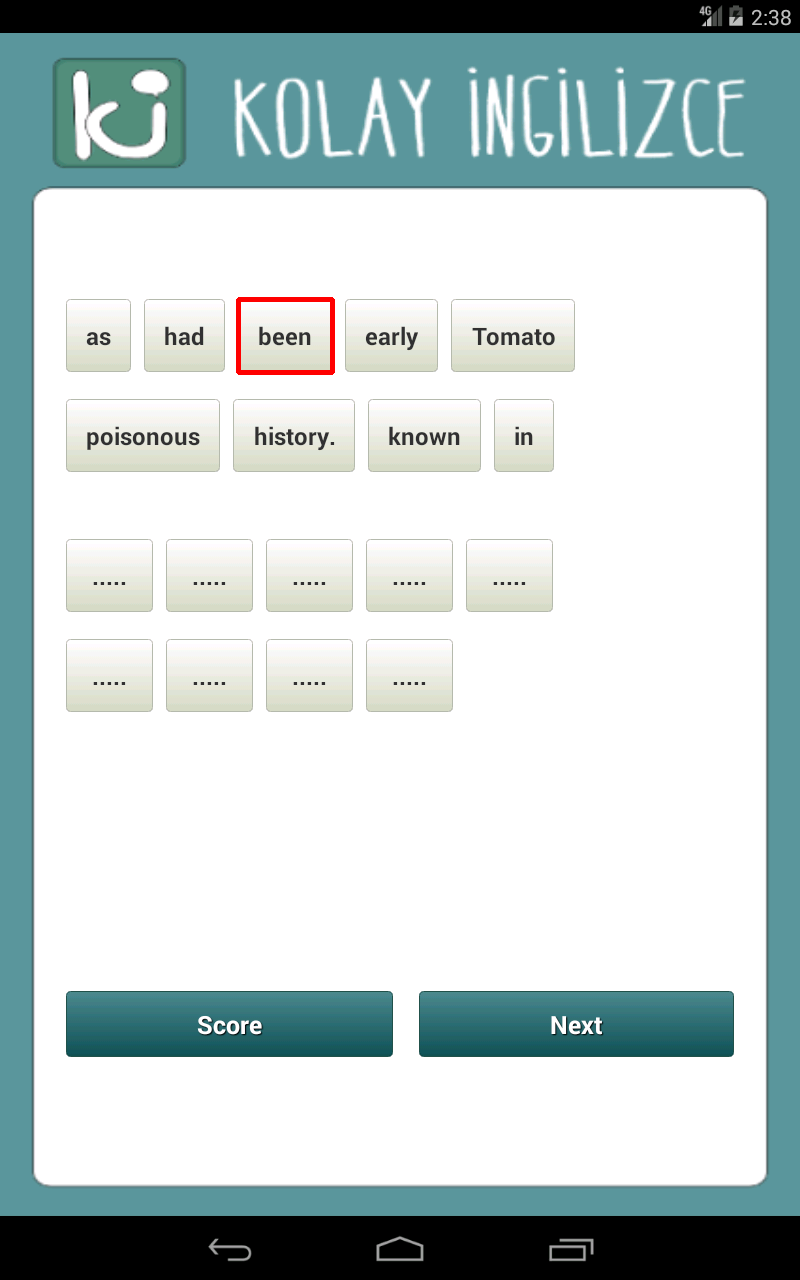 4G 2:38
ki KOLAY İNGİLİZCE
as had been early Tomato
poisonous history. known in
..... ..... ..... ..... .....
..... ..... ..... .....
Score Next